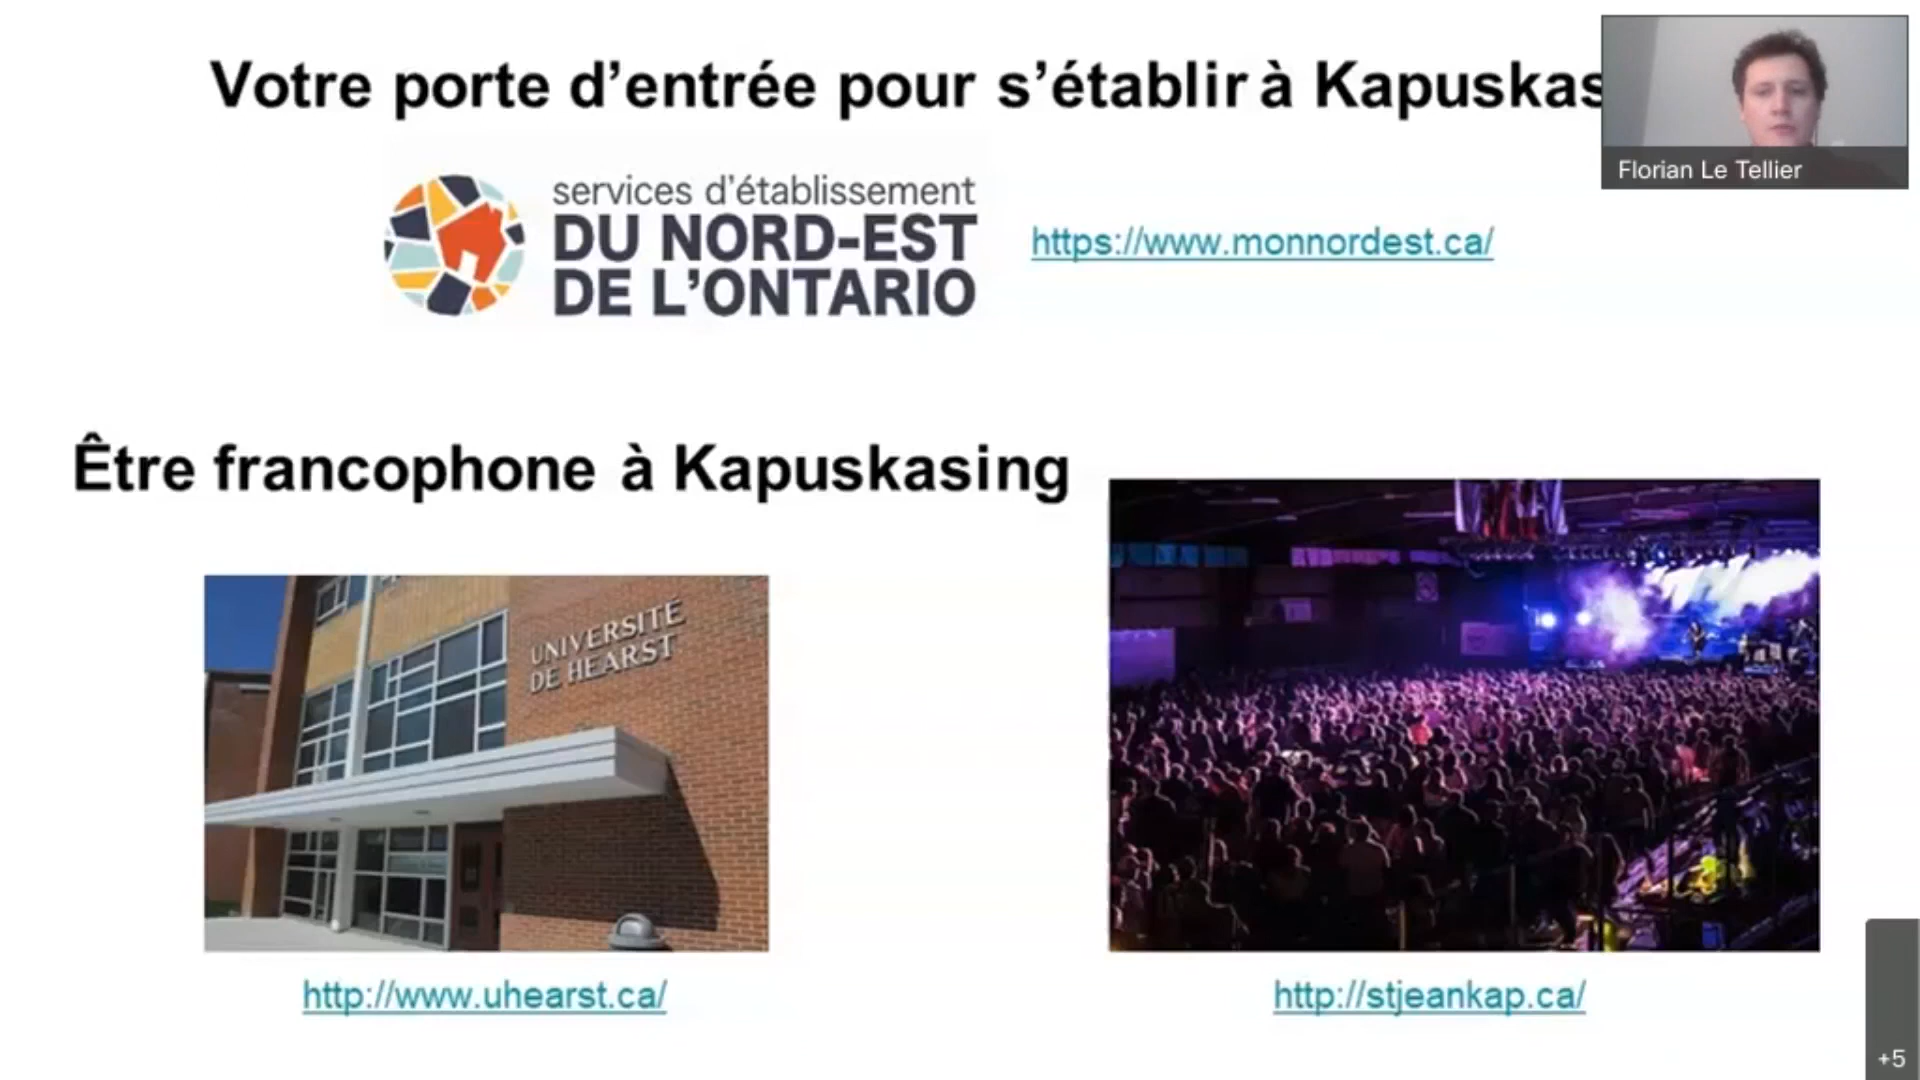 Votre porte d’entrée pour s’établir à Kapuskas
Florian Le Tellier
services d’établissement
DU NORD-EST
DE L’ONTARIO
https://www.monnordest.ca/
Être francophone à Kapuskasing
UNIVERSITÉ
DE HEARST
http://www.uhearst.ca/
http://stjeankap.ca/
+5